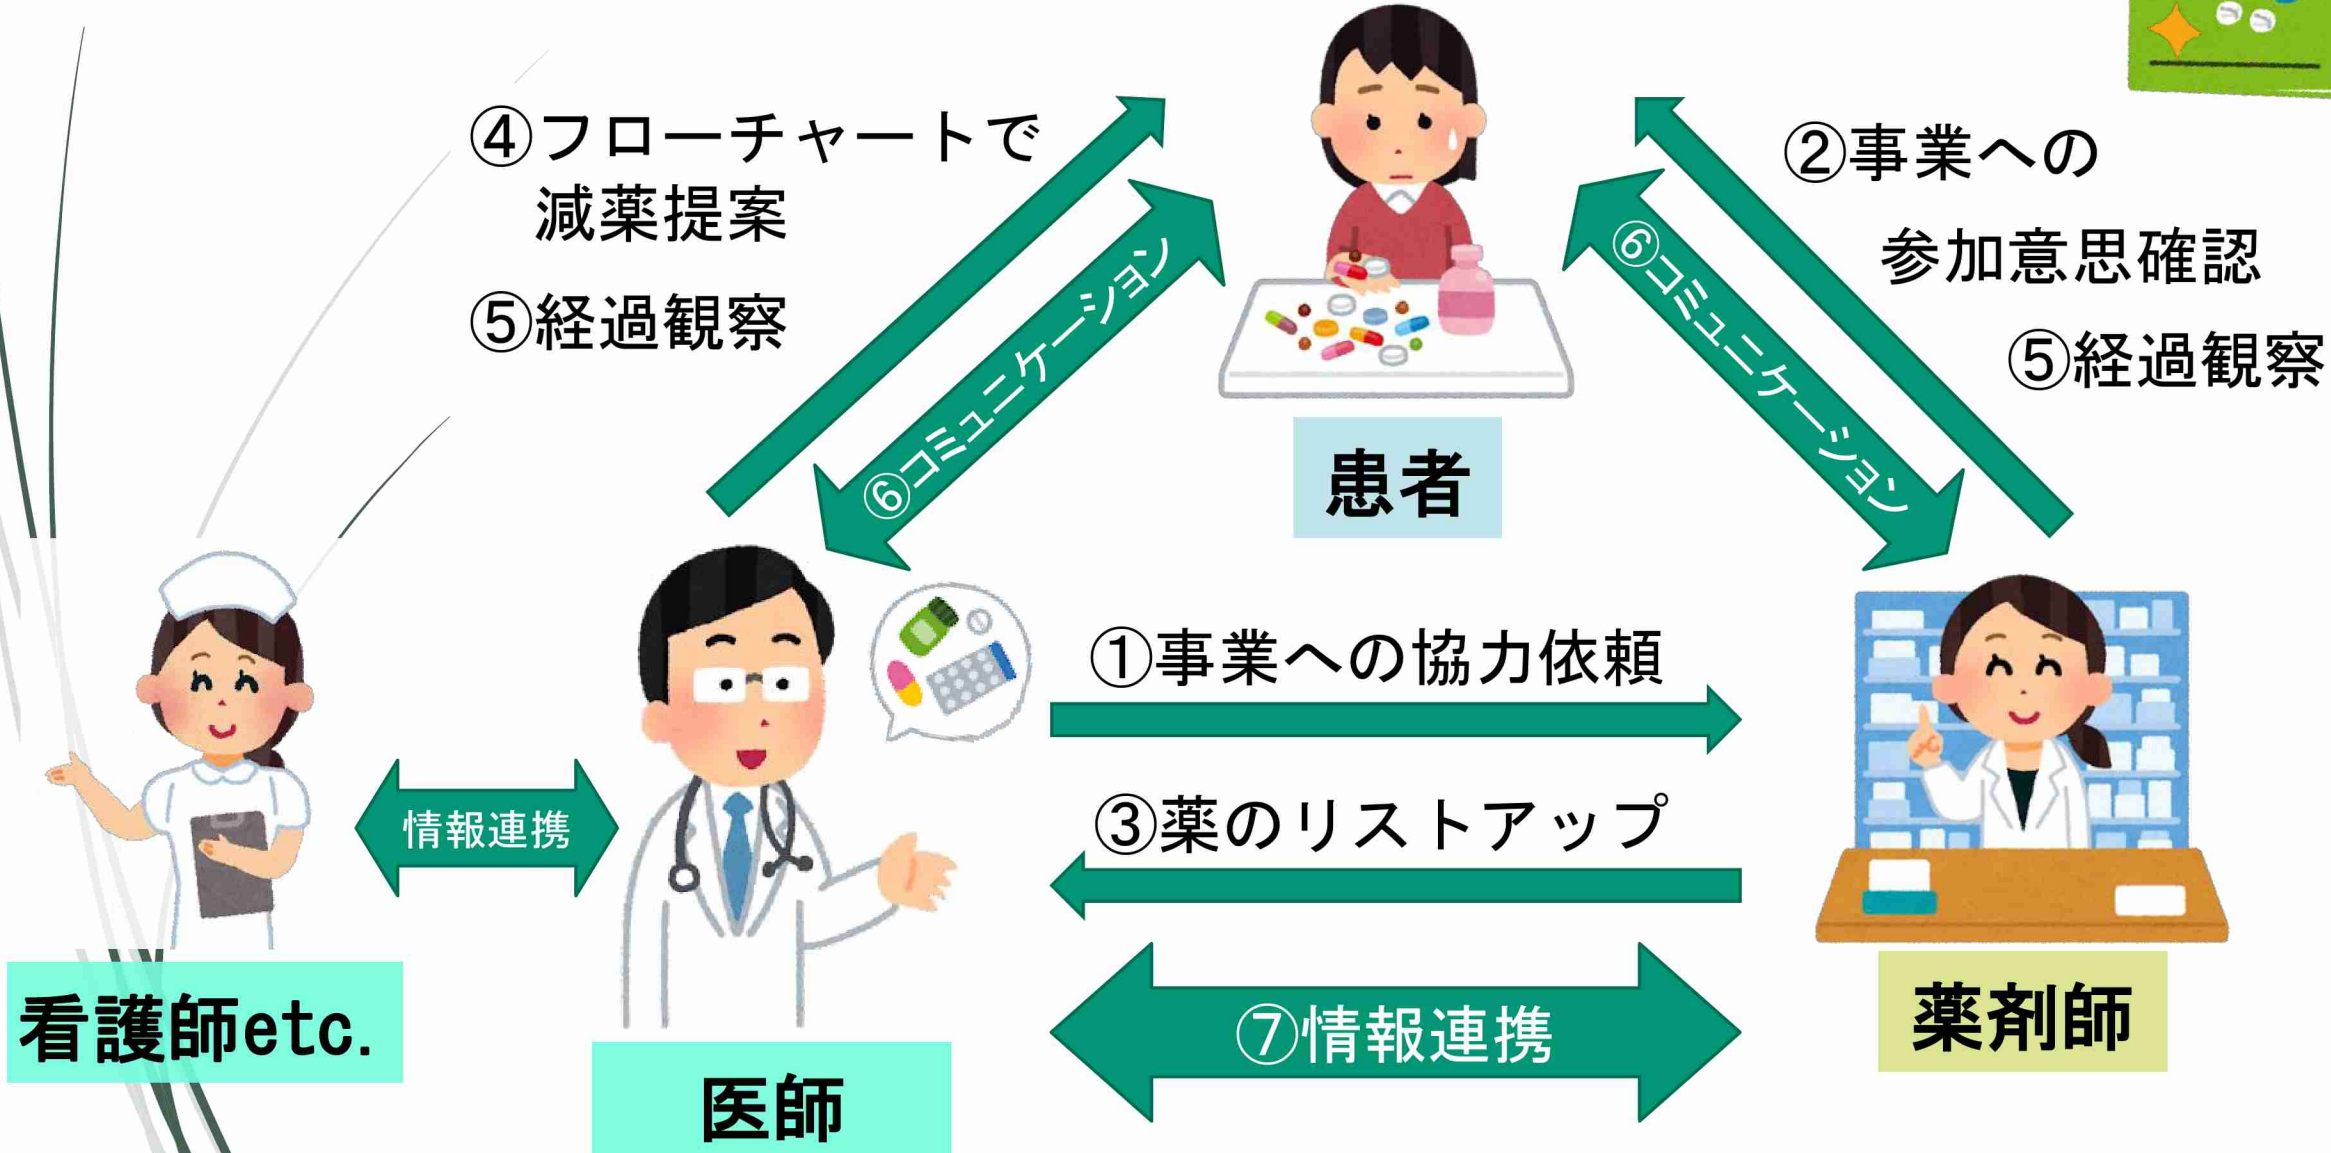 ④フローチャートで
減薬提案
⑤経過観察
⑥コミュニケーション
②事業への
参加意思確認
⑤経過観察
⑥コミュニケーション
患者
①事業への協力依頼
③薬のリストアップ
情報連携
⑦情報連携
看護師etc.
医師
薬剤師